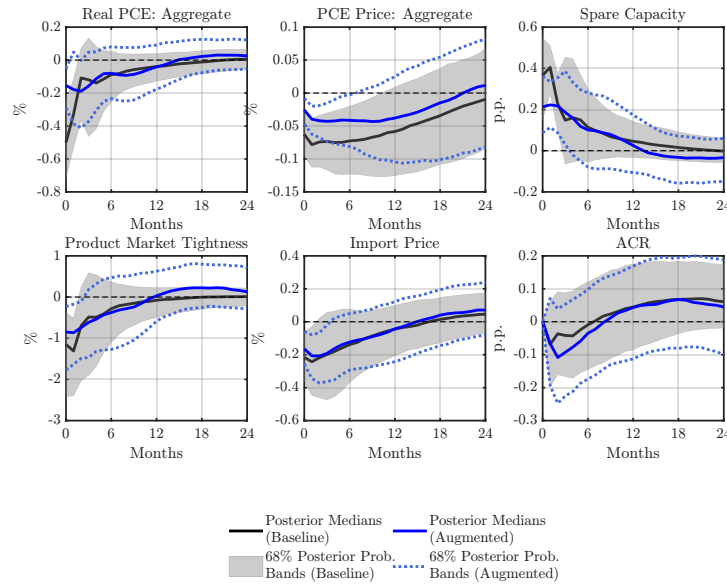 Real PCE: Aggregate
PCE Price: Aggregate
Spare Capacity
0.2
0
-0.2
-0.4
-0.6
-0.8
%
0 6 12 18 24
Months
0.1
0.05
0
-0.05
-0.1
-0.15
%
0 6 12 18 24
Months
0.6
0.4
0.2
0
-0.2
p.p.
0 6 12 18 24
Months
Product Market Tightness
Import Price
ACR
1
0
-1
-2
-3
%
0 6 12 18 24
Months
0.4
0.2
0
-0.2
-0.4
-0.6
%
0 6 12 18 24
Months
0.2
0.1
0
-0.1
-0.2
-0.3
p.p.
0 6 12 18 24
Months
Posterior Medians
(Baseline)
68% Posterior Prob.
Bands (Baseline)
Posterior Medians
(Augmented)
68% Posterior Prob.
Bands (Augmented)